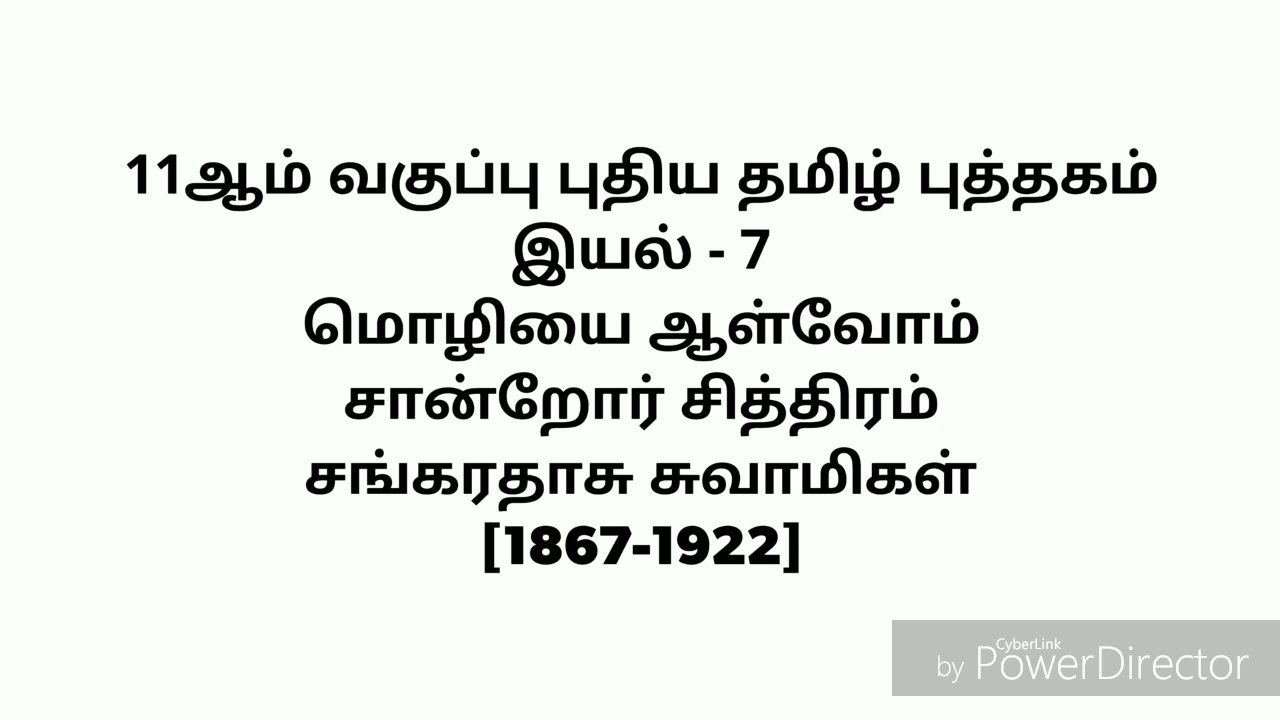 11ஆம் வகுப்பு புதிய தமிழ் புத்தகம்
இயல் - 7
மொழியை ஆள்வோம்
சான்றோர் சித்திரம்
சங்கரதாசு சுவாமிகள்
[1867-1922]
CyberLink
by PowerDirector